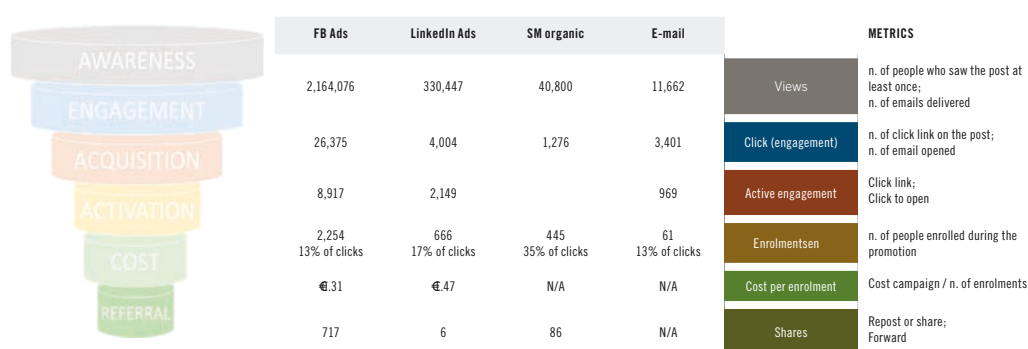 FB Ads LinkedIn Ads SM organic E-mail METRICS
AWARENESS
2,164,076 330,447 40,800 11,662 Views
n. of people who saw the post at
least once;
n. of emails delivered
ENGAGEMENT
26,375 4,004 1,276 3,401 Click (engagement)
n. of click link on the post;
n. of email opened
ACQUISITION
8,917 2,149 969 Active engagement
Click link;
Click to open
ACTIVATION
2,254 666 445 61
13% of clicks 17% of clicks 35% of clicks 13% of clicks
Enrolmentsen
n. of people enrolled during the
promotion
COST
.31 .47 N/A N/A Cost per enrolment Cost campaign / n. of enrolments
REFERRAL
717 6 86 N/A Shares
Repost or share;
Forward